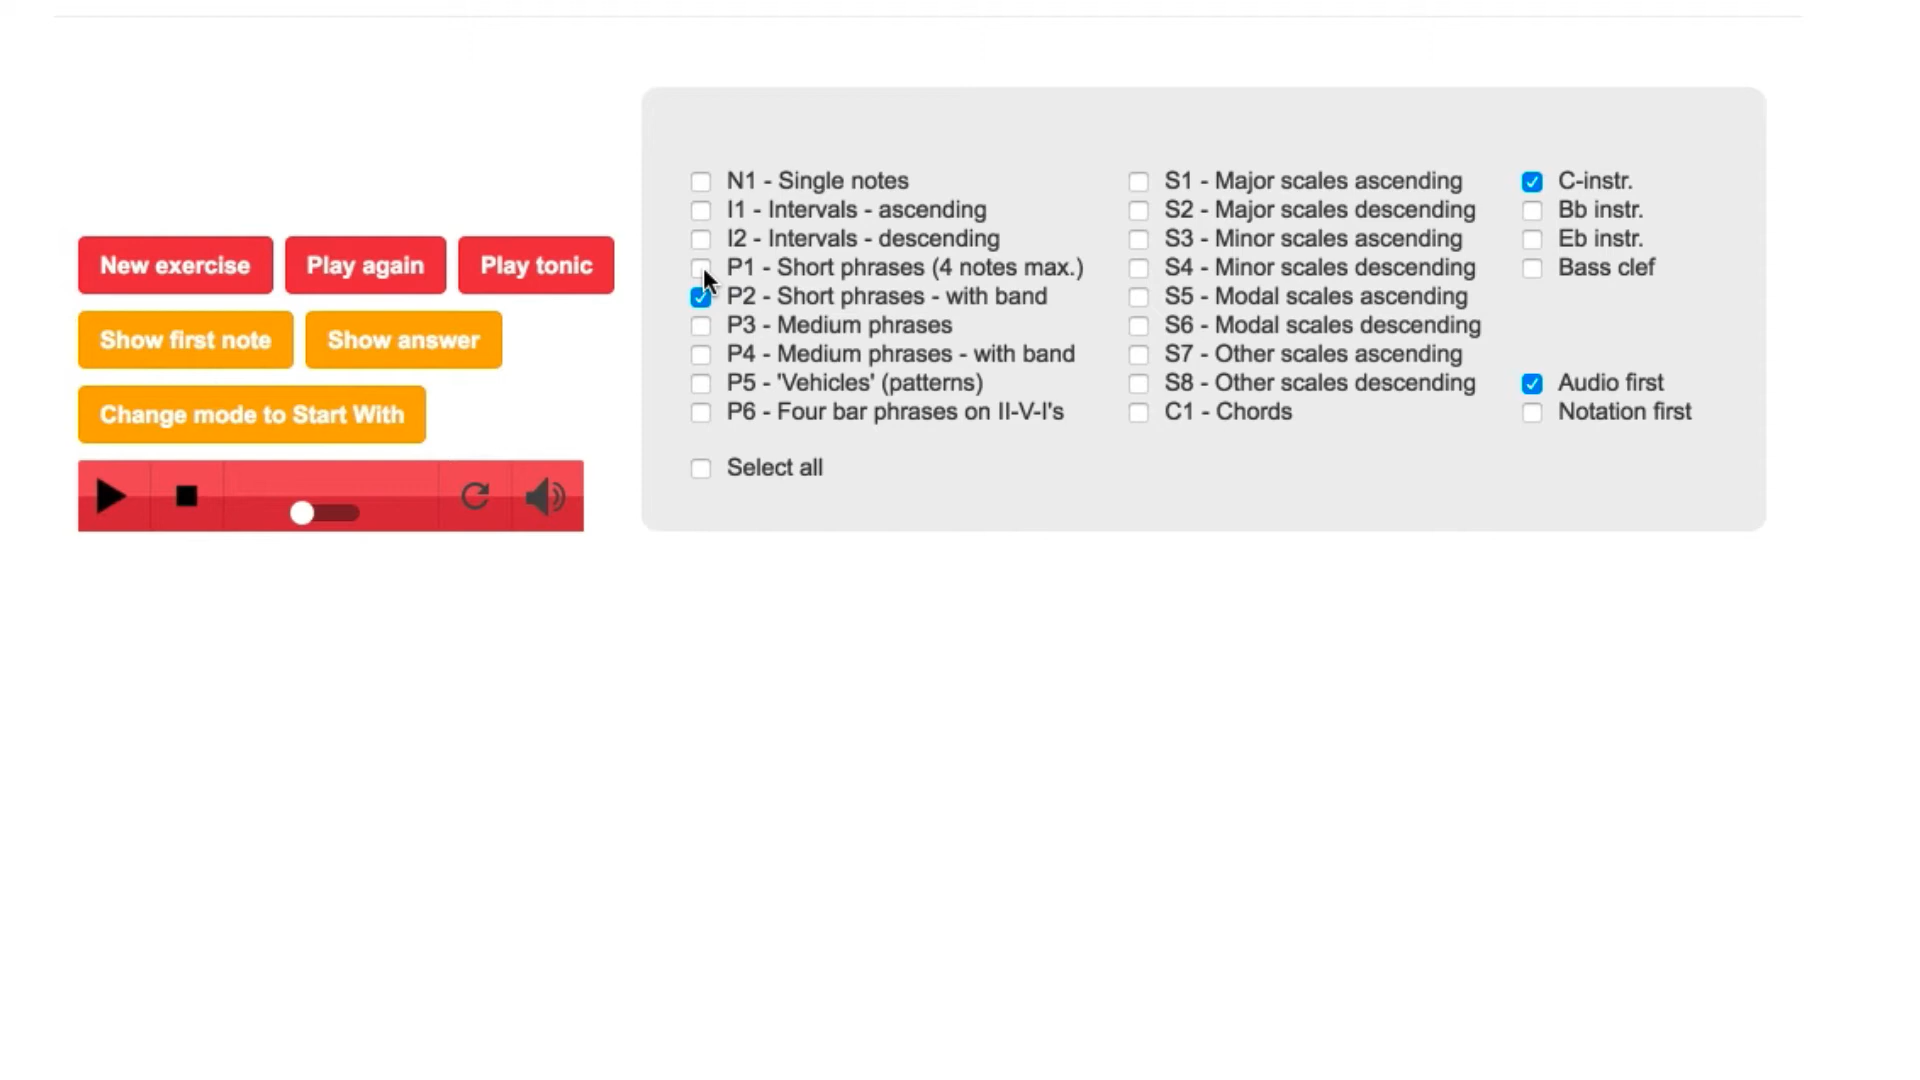 New exercise
Play again
Play tonic
Show first note
Show answer
Change mode to Start With
N1 - Single notes
I1 - Intervals - ascending
I2 - Intervals - descending
P1 - Short phrases (4 notes max.)
P2 - Short phrases - with band
P3 - Medium phrases
P4 - Medium phrases - with band
P5 - 'Vehicles' (patterns)
P6 - Four bar phrases on II-V-I's
Select all
S1 - Major scales ascending
S2 - Major scales descending
S3 - Minor scales ascending
S4 - Minor scales descending
S5 - Modal scales ascending
S6 - Modal scales descending
S7 - Other scales ascending
S8 - Other scales descending
C1 - Chords
C-instr.
Bb instr.
Eb instr.
Bass clef
Audio first
Notation first